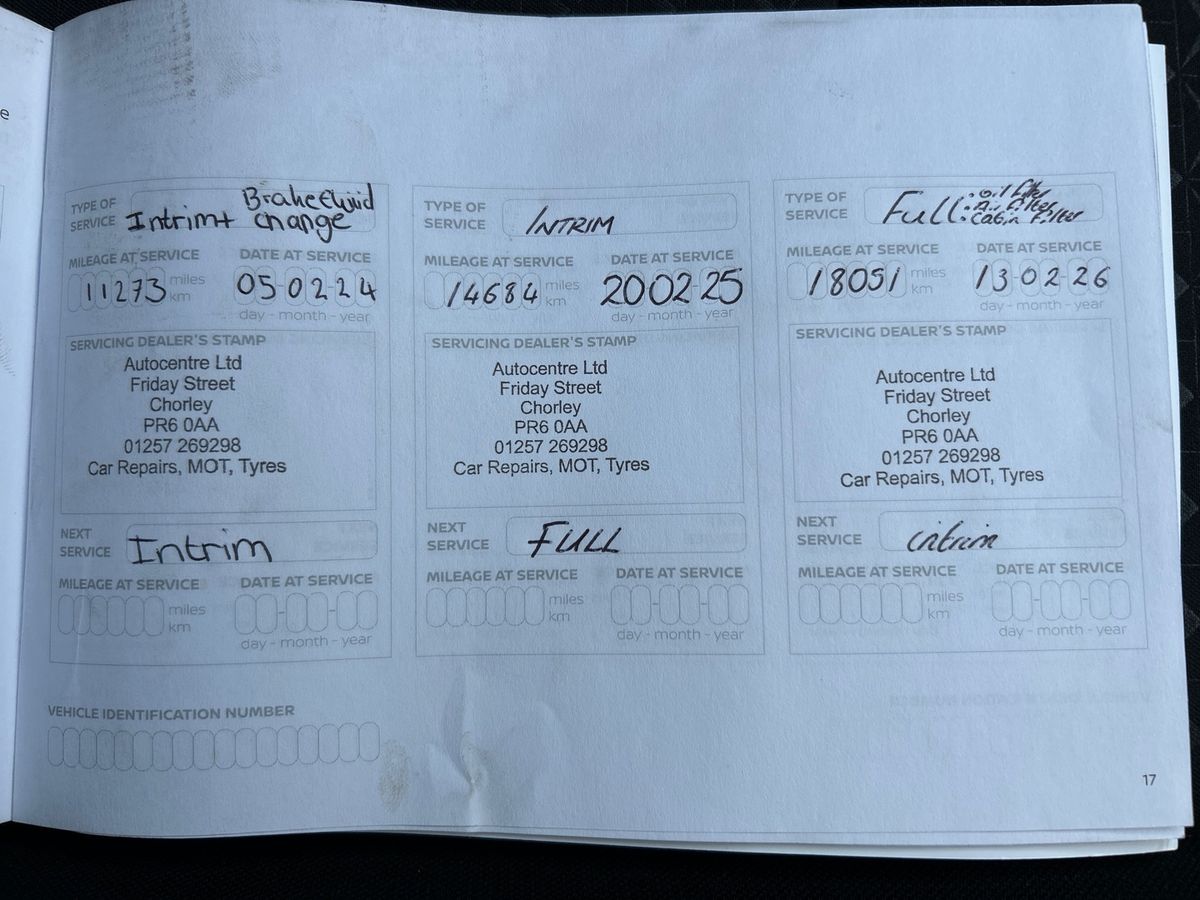 e
TYPE OF SERVICE Intrim+ Brake Fluid change
MILEAGE AT SERVICE DATE AT SERVICE
11273 miles km 05-02-24
day - month - year
SERVICING DEALER'S STAMP
Autocentre Ltd
Friday Street
Chorley
PR6 0AA
01257 269298
Car Repairs, MOT, Tyres
NEXT SERVICE Intrim
MILEAGE AT SERVICE DATE AT SERVICE
miles km
day - month - year
TYPE OF SERVICE INTRIM
MILEAGE AT SERVICE DATE AT SERVICE
14684 miles km 20-02-25
day - month - year
SERVICING DEALER'S STAMP
Autocentre Ltd
Friday Street
Chorley
PR6 0AA
01257 269298
Car Repairs, MOT, Tyres
NEXT SERVICE FULL
MILEAGE AT SERVICE DATE AT SERVICE
miles km
day - month - year
TYPE OF SERVICE Full
• Oil Filter
• Air Filter
• Cabin Filter
MILEAGE AT SERVICE DATE AT SERVICE
18051 miles km 13-02-26
day - month - year
SERVICING DEALER'S STAMP
Autocentre Ltd
Friday Street
Chorley
PR6 0AA
01257 269298
Car Repairs, MOT, Tyres
NEXT SERVICE intrim
MILEAGE AT SERVICE DATE AT SERVICE
miles km
day - month - year
VEHICLE IDENTIFICATION NUMBER
17